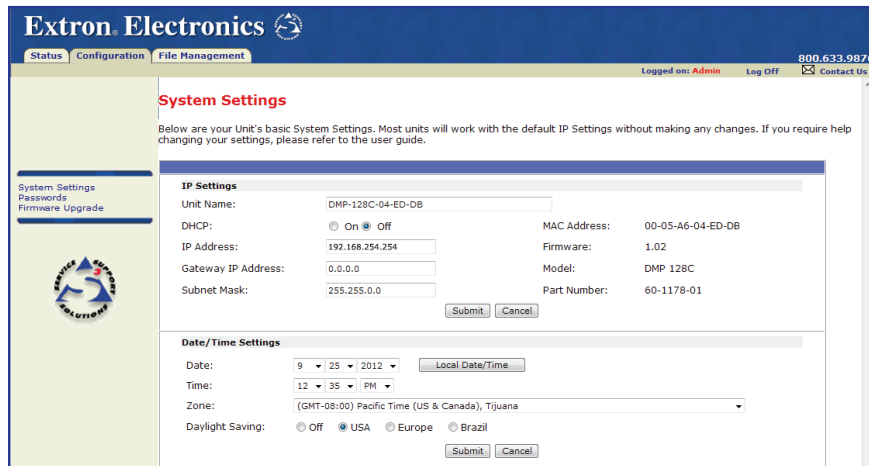 Extron® Electronics
Status Configuration File Management
800.633.987
Logged on: Admin Log Off Contact Us
System Settings
Below are your Unit's basic System Settings. Most units will work with the default IP Settings without making any changes. If you require help
changing your settings, please refer to the user guide.
System Settings
Passwords
Firmware Upgrade
SERVICE SUPPORT SOLUTIONS
S3
IP Settings
Unit Name: DMP-128C-04-ED-DB
DHCP: On Off MAC Address: 00-05-A6-04-ED-DB
IP Address: 192.168.254.254 Firmware: 1.02
Gateway IP Address: 0.0.0.0 Model: DMP 128C
Subnet Mask: 255.255.0.0 Part Number: 60-1178-01
Submit Cancel
Date/Time Settings
Date: 9 25 2012 Local Date/Time
Time: 12 35 PM
Zone: (GMT-08:00) Pacific Time (US & Canada), Tijuana
Daylight Saving: Off USA Europe Brazil
Submit Cancel